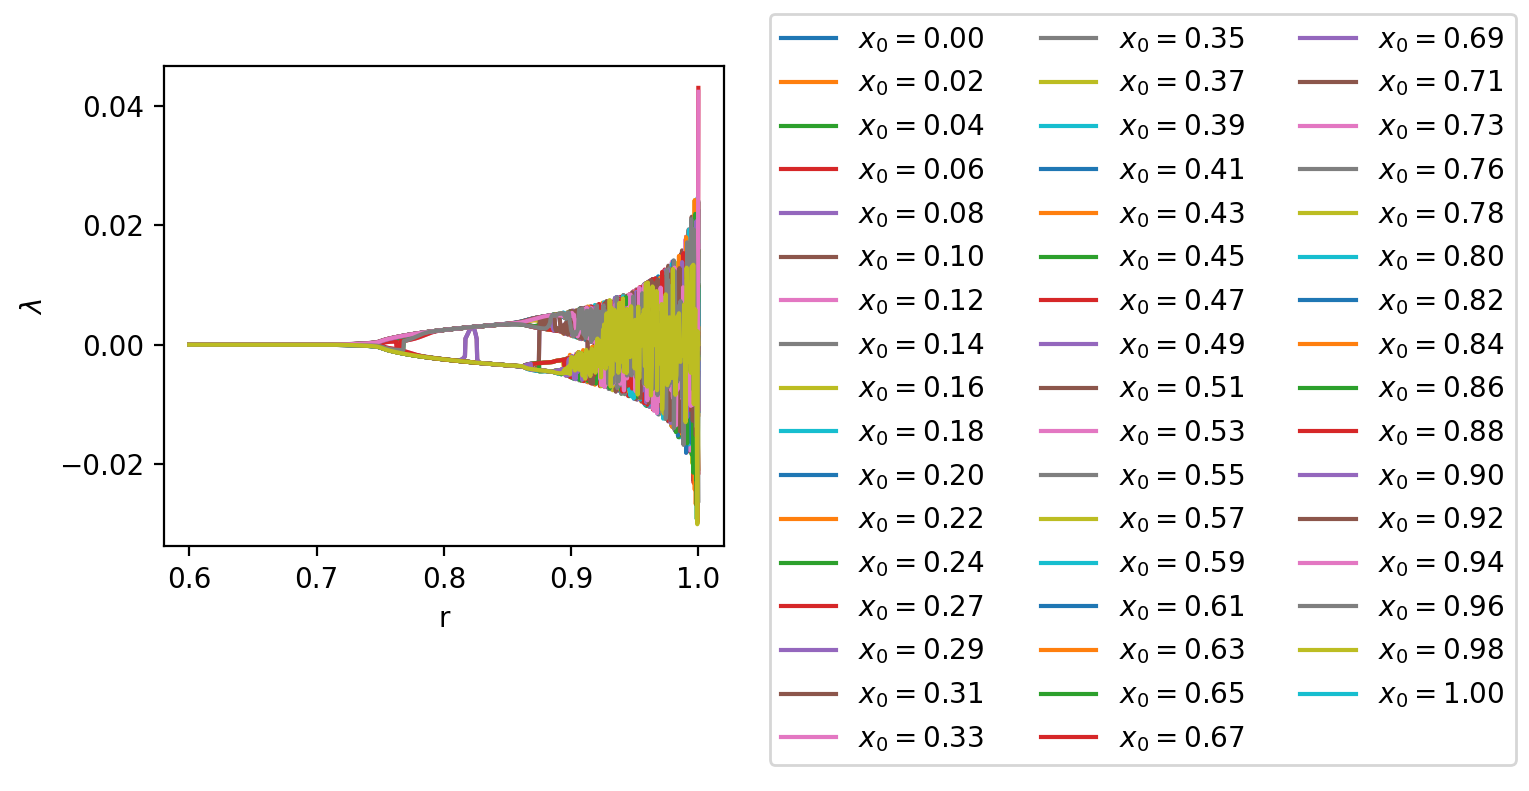 0.04
0.02
0.00
−0.02
λ
0.6 0.7 0.8 0.9 1.0
r
x₀ = 0.00
x₀ = 0.02
x₀ = 0.04
x₀ = 0.06
x₀ = 0.08
x₀ = 0.10
x₀ = 0.12
x₀ = 0.14
x₀ = 0.16
x₀ = 0.18
x₀ = 0.20
x₀ = 0.22
x₀ = 0.24
x₀ = 0.27
x₀ = 0.29
x₀ = 0.31
x₀ = 0.33
x₀ = 0.35
x₀ = 0.37
x₀ = 0.39
x₀ = 0.41
x₀ = 0.43
x₀ = 0.45
x₀ = 0.47
x₀ = 0.49
x₀ = 0.51
x₀ = 0.53
x₀ = 0.55
x₀ = 0.57
x₀ = 0.59
x₀ = 0.61
x₀ = 0.63
x₀ = 0.65
x₀ = 0.67
x₀ = 0.69
x₀ = 0.71
x₀ = 0.73
x₀ = 0.76
x₀ = 0.78
x₀ = 0.80
x₀ = 0.82
x₀ = 0.84
x₀ = 0.86
x₀ = 0.88
x₀ = 0.90
x₀ = 0.92
x₀ = 0.94
x₀ = 0.96
x₀ = 0.98
x₀ = 1.00